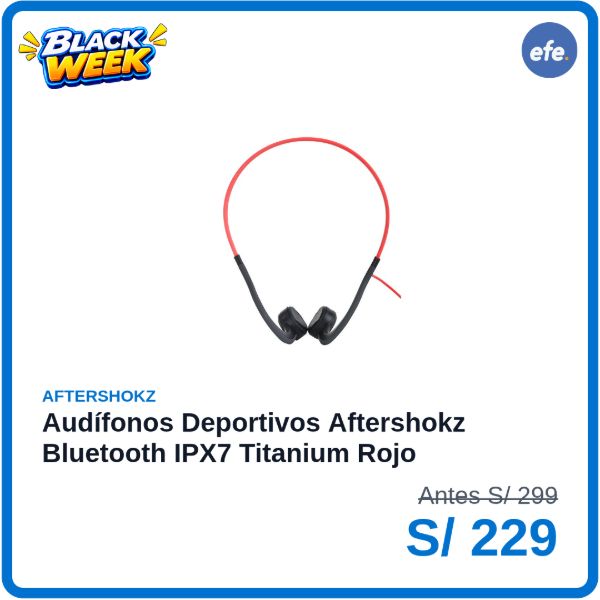 BLACK
WEEK
efe.
AFTERSHOKZ
Audífonos Deportivos Aftershokz
Bluetooth IPX7 Titanium Rojo
Antes S/ 299
S/ 229